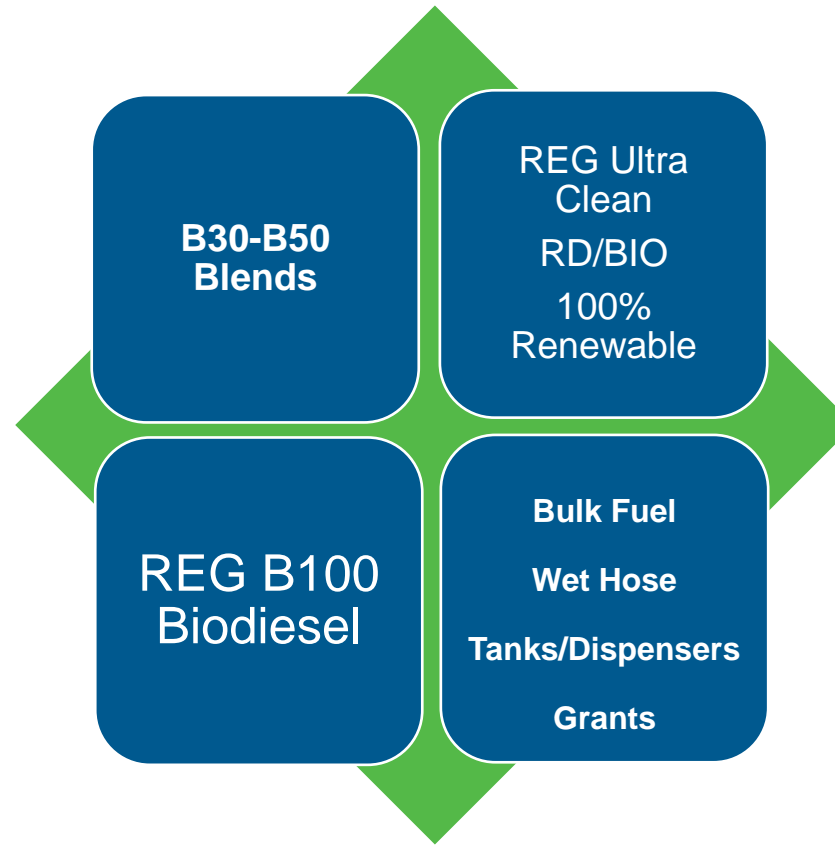 B30-B50
Blends
REG Ultra
Clean
RD/BIO
100%
Renewable
REG B100
Biodiesel
Bulk Fuel
Wet Hose
Tanks/Dispensers
Grants